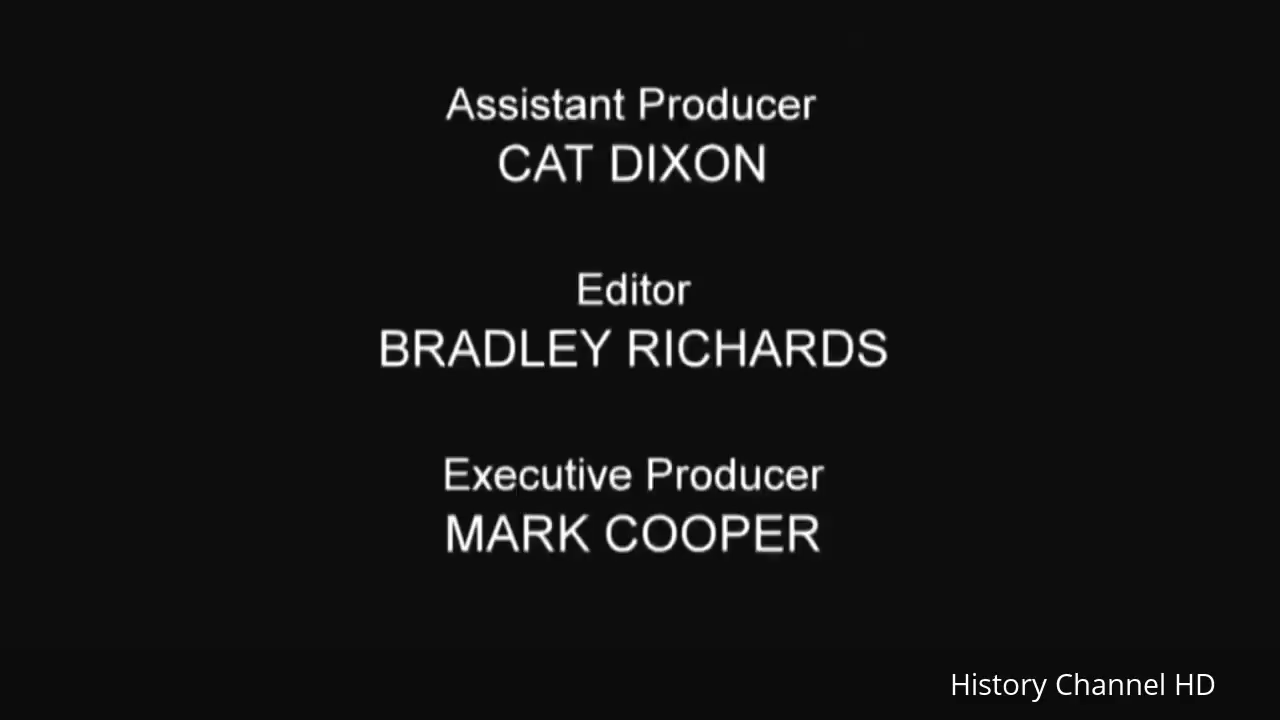 Assistant Producer
CAT DIXON
Editor
BRADLEY RICHARDS
Executive Producer
MARK COOPER
History Channel HD